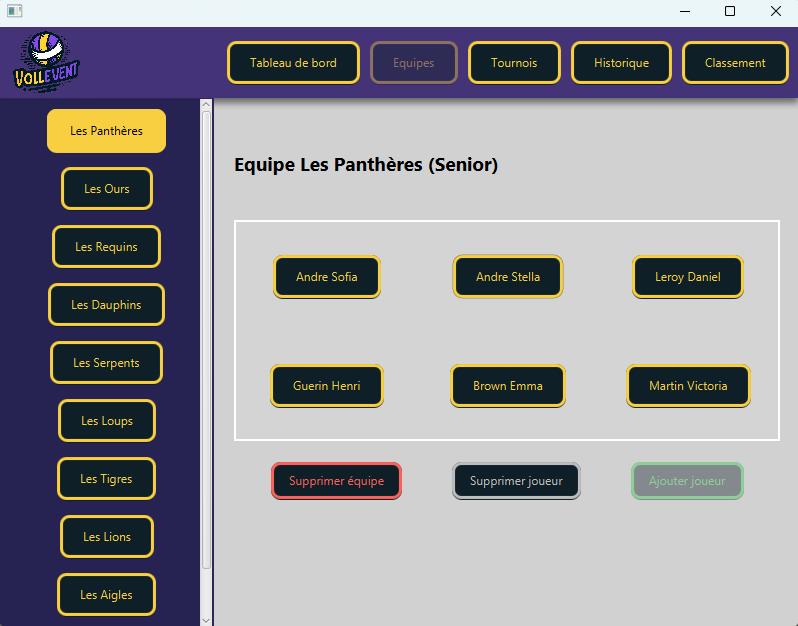 VOLLEVENT
Tableau de bord
Equipes
Tournois
Historique
Classement
Les Panthères
Les Ours
Les Requins
Les Dauphins
Les Serpents
Les Loups
Les Tigres
Les Lions
Les Aigles
Equipe Les Panthères (Senior)
Andre Sofia
Andre Stella
Leroy Daniel
Guerin Henri
Brown Emma
Martin Victoria
Supprimer équipe
Supprimer joueur
Ajouter joueur